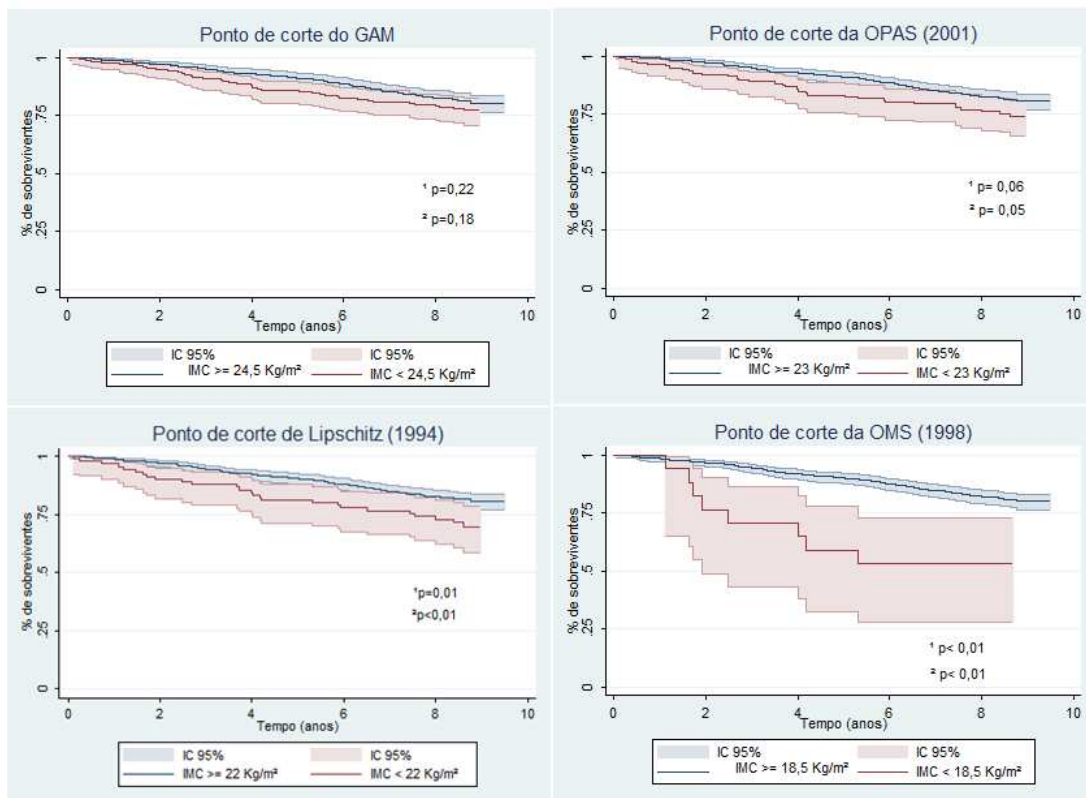 Ponto de corte do GAM
% de sobreviventes
1
.75
.5
.25
0
¹ p=0,22
² p=0,18
0 2 4 6 8 10
Tempo (anos)
IC 95% IC 95%
IMC >= 24,5 Kg/m² IMC < 24,5 Kg/m²
Ponto de corte da OPAS (2001)
% de sobreviventes
1
.75
.5
.25
0
¹ p= 0,06
² p= 0,05
0 2 4 6 8 10
Tempo (anos)
IC 95% IC 95%
IMC >= 23 Kg/m² IMC < 23 Kg/m²
Ponto de corte de Lipschitz (1994)
% de sobreviventes
1
.75
.5
.25
0
¹p=0,01
²p<0,01
0 2 4 6 8 10
Tempo (anos)
IC 95% IC 95%
IMC >= 22 Kg/m² IMC < 22 Kg/m²
Ponto de corte da OMS (1998)
% de sobreviventes
1
.75
.5
.25
0
¹ p< 0,01
² p< 0,01
0 2 4 6 8 10
Tempo (anos)
IC 95% IC 95%
IMC >= 18,5 Kg/m² IMC < 18,5 Kg/m²